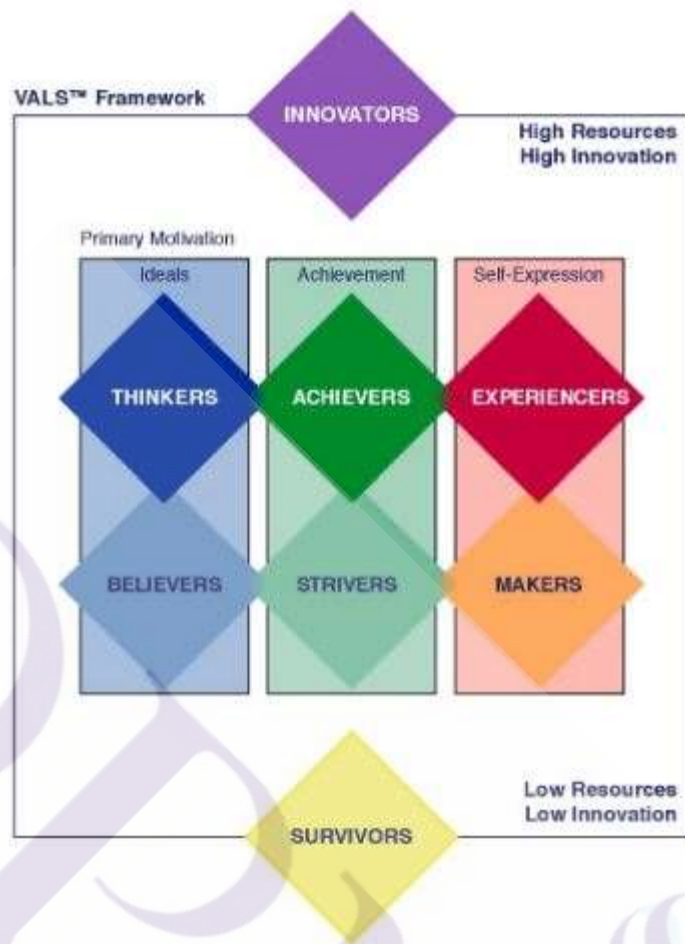 VALS™ Framework
INNOVATORS
High Resources
High Innovation
Primary Motivation
Ideals
Achievement
Self-Expression
THINKERS
ACHIEVERS
EXPERIENCERS
BELIEVERS
STRIVERS
MAKERS
Low Resources
Low Innovation
SURVIVORS